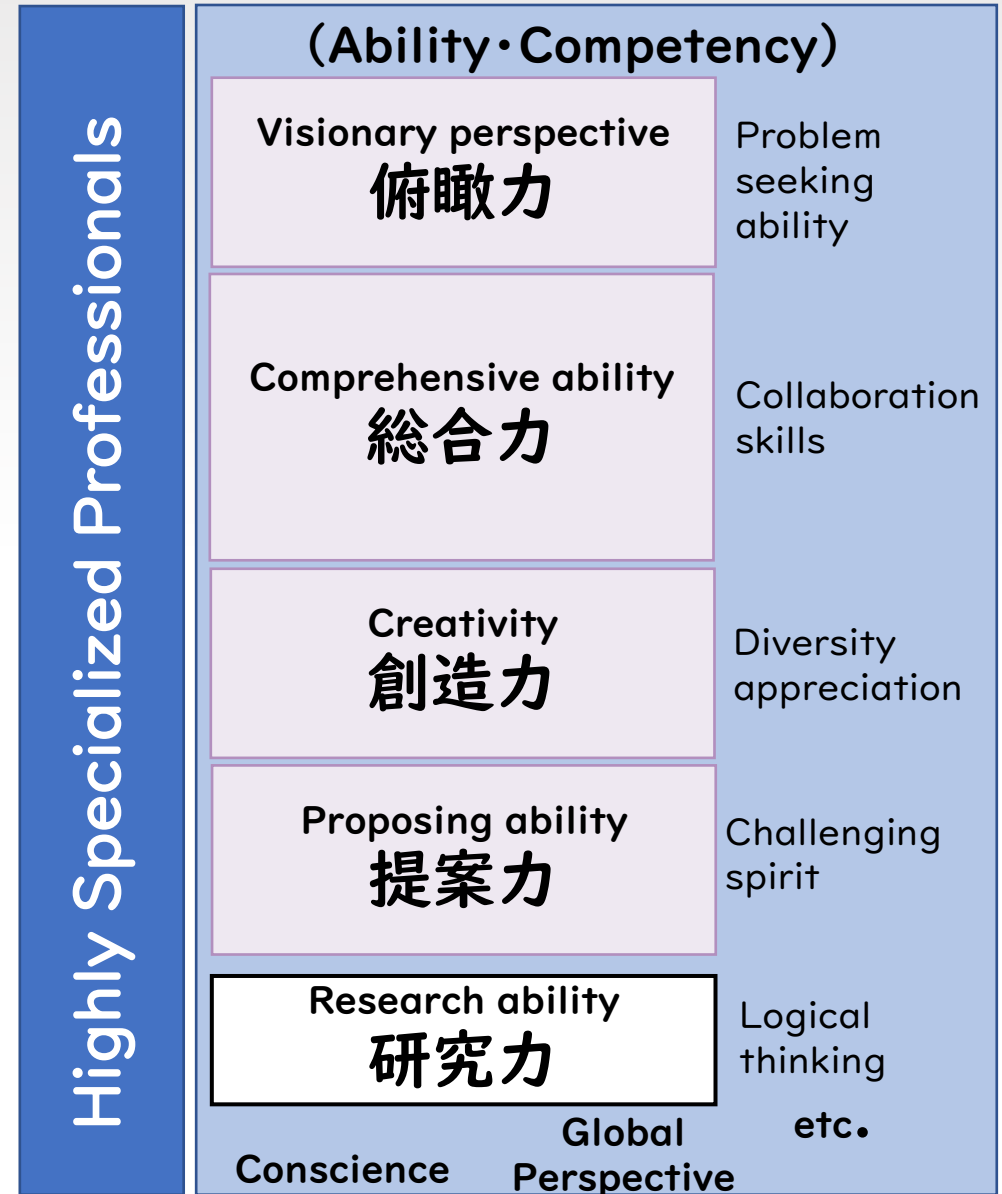 Highly Specialized Professionals
(Ability・Competency)
Visionary perspective
俯瞰力
Problem
seeking
ability
Comprehensive ability
総合力
Collaboration
skills
Creativity
創造力
Diversity
appreciation
Proposing ability
提案力
Challenging
spirit
Research ability
研究力
Logical
thinking
Conscience
Global
Perspective
etc.